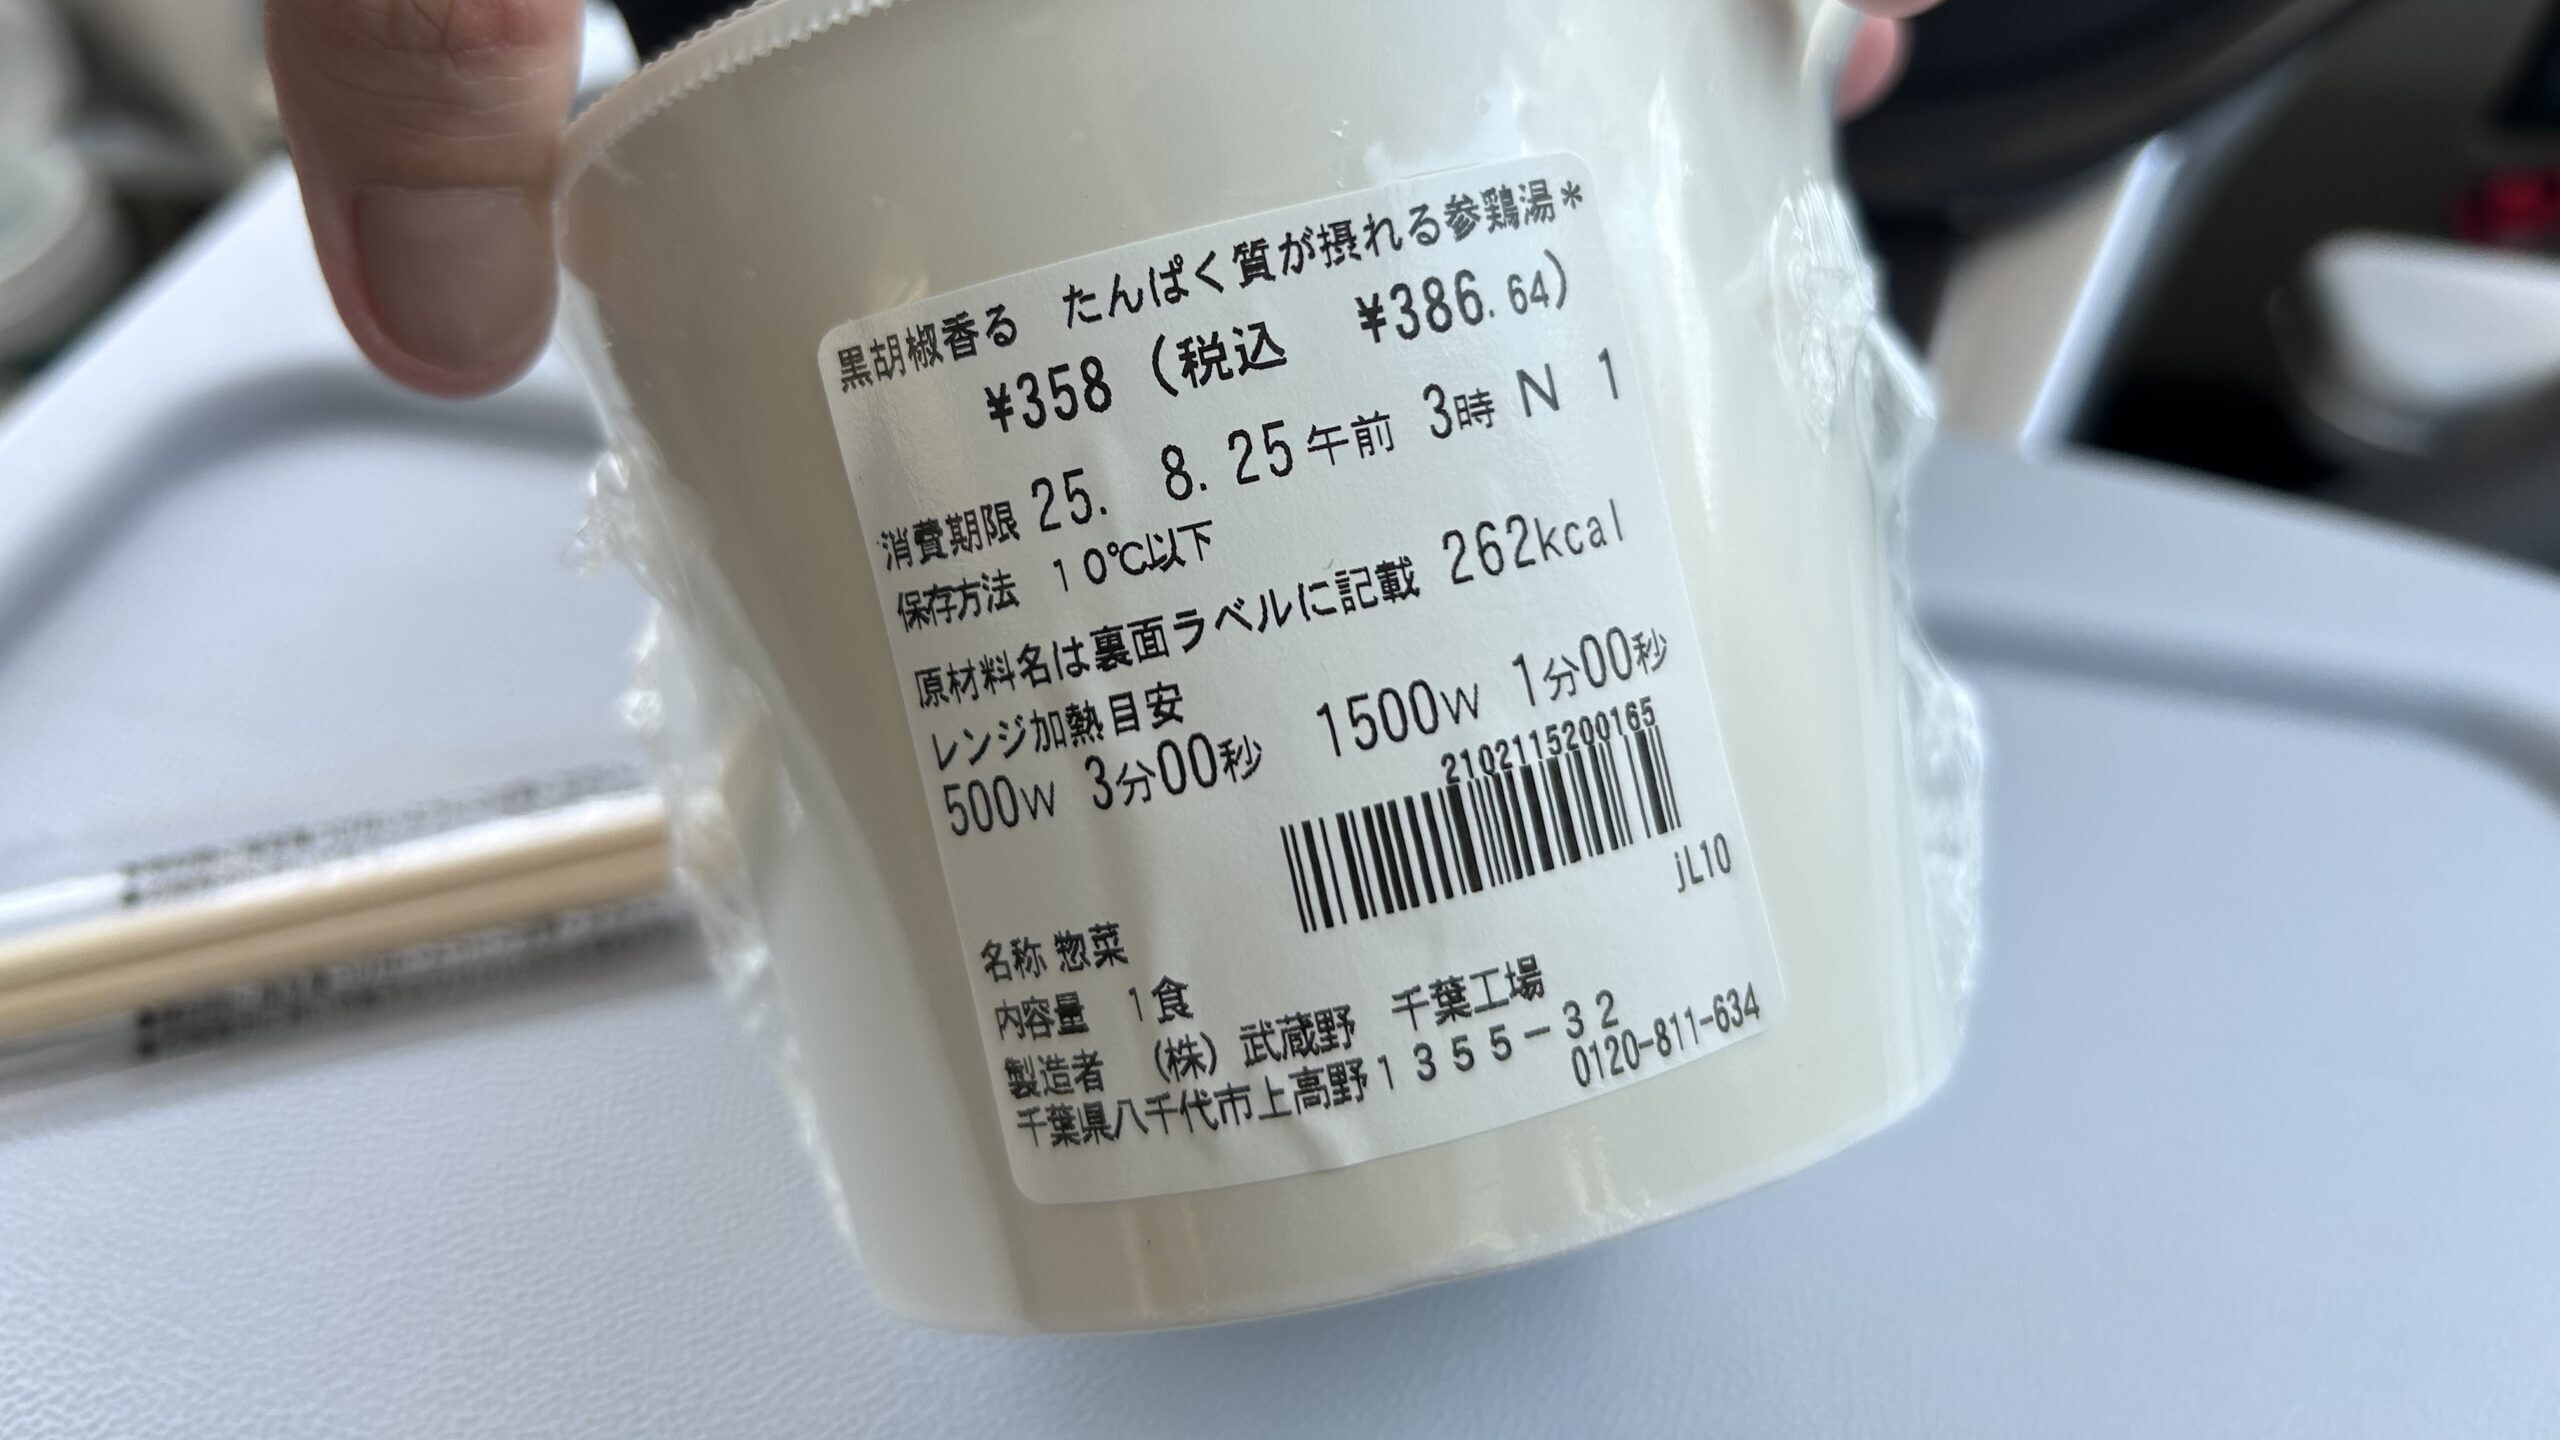 黒胡椒香る　たんぱく質が摂れる参鶏湯*
¥358（税込　¥386.64）
消費期限 25. 8. 25午前 3時 N 1
保存方法　10℃以下
原材料名は裏面ラベルに記載 262kcal
レンジ加熱目安
500W 3分00秒　1500W 1分00秒
2102115200165
jL10
名称 惣菜
内容量　1食
製造者　（株）武蔵野　千葉工場
千葉県八千代市上高野1355-32
0120-811-634